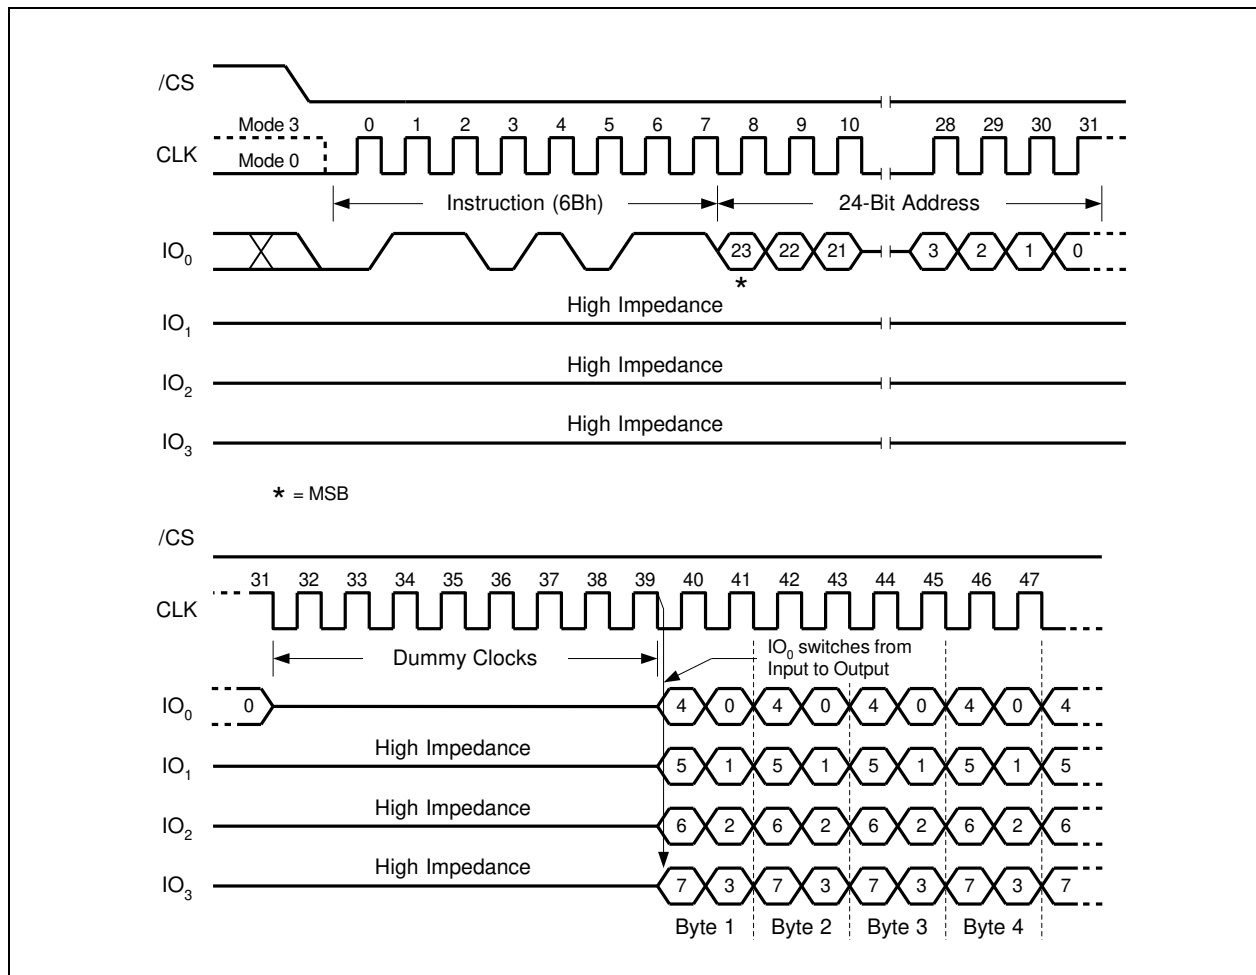 /CS
Mode 3 0 1 2 3 4 5 6 7 8 9 10 28 29 30 31
CLK Mode 0
Instruction (6Bh) 24-Bit Address
IO0 23 22 21 3 2 1 0
*
High Impedance
IO1
High Impedance
IO2
High Impedance
IO3
* = MSB
/CS
31 32 33 34 35 36 37 38 39 40 41 42 43 44 45 46 47
CLK
IO0 switches from
Dummy Clocks Input to Output
IO0 0 4 0 4 0 4 0 4 0 4
High Impedance
IO1 5 1 5 1 5 1 5 1 5
High Impedance
IO2 6 2 6 2 6 2 6 2 6
High Impedance
IO3 7 3 7 3 7 3 7 3 7
Byte 1 Byte 2 Byte 3 Byte 4